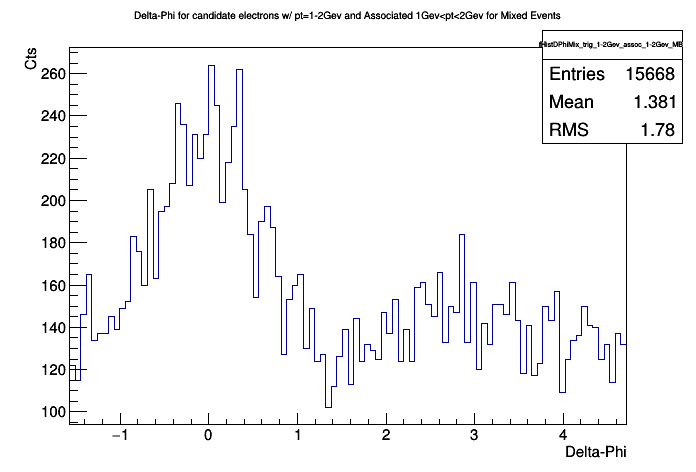 Delta-Phi for candidate electrons w/ pt=1-2Gev and Associated 1Gev<pt<2Gev for Mixed Events
fHistDPhiMix_trig_1-2Gev_assoc_1-2Gev_MB
Entries 15668
Mean 1.381
RMS 1.78
Cts
260
240
220
200
180
160
140
120
100
−1 0 1 2 3 4
Delta-Phi